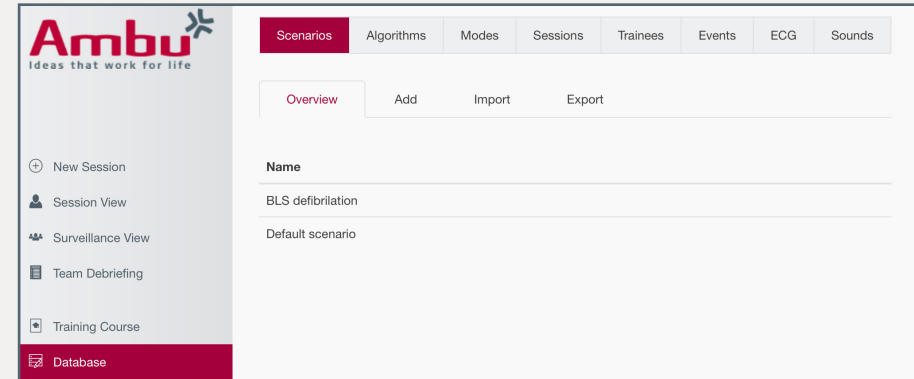 Ambu
Ideas that work for life
Scenarios Algorithms Modes Sessions Trainees Events ECG Sounds
Overview Add Import Export
New Session
Session View
Surveillance View
Team Debriefing
Training Course
Database
Name
BLS defibrilation
Default scenario